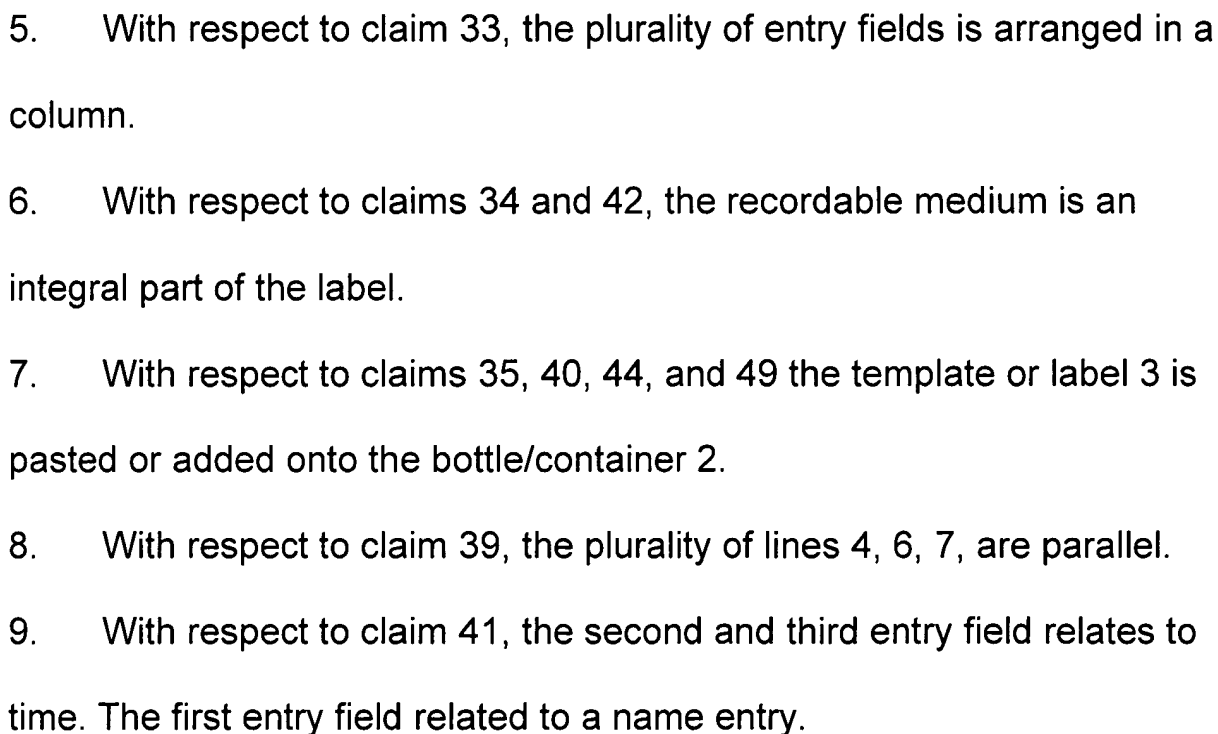 5. With respect to claim 33, the plurality of entry fields is arranged in a
column.
6. With respect to claims 34 and 42, the recordable medium is an
integral part of the label.
7. With respect to claims 35, 40, 44, and 49 the template or label 3 is
pasted or added onto the bottle/container 2.
8. With respect to claim 39, the plurality of lines 4, 6, 7, are parallel.
9. With respect to claim 41, the second and third entry field relates to
time. The first entry field related to a name entry.